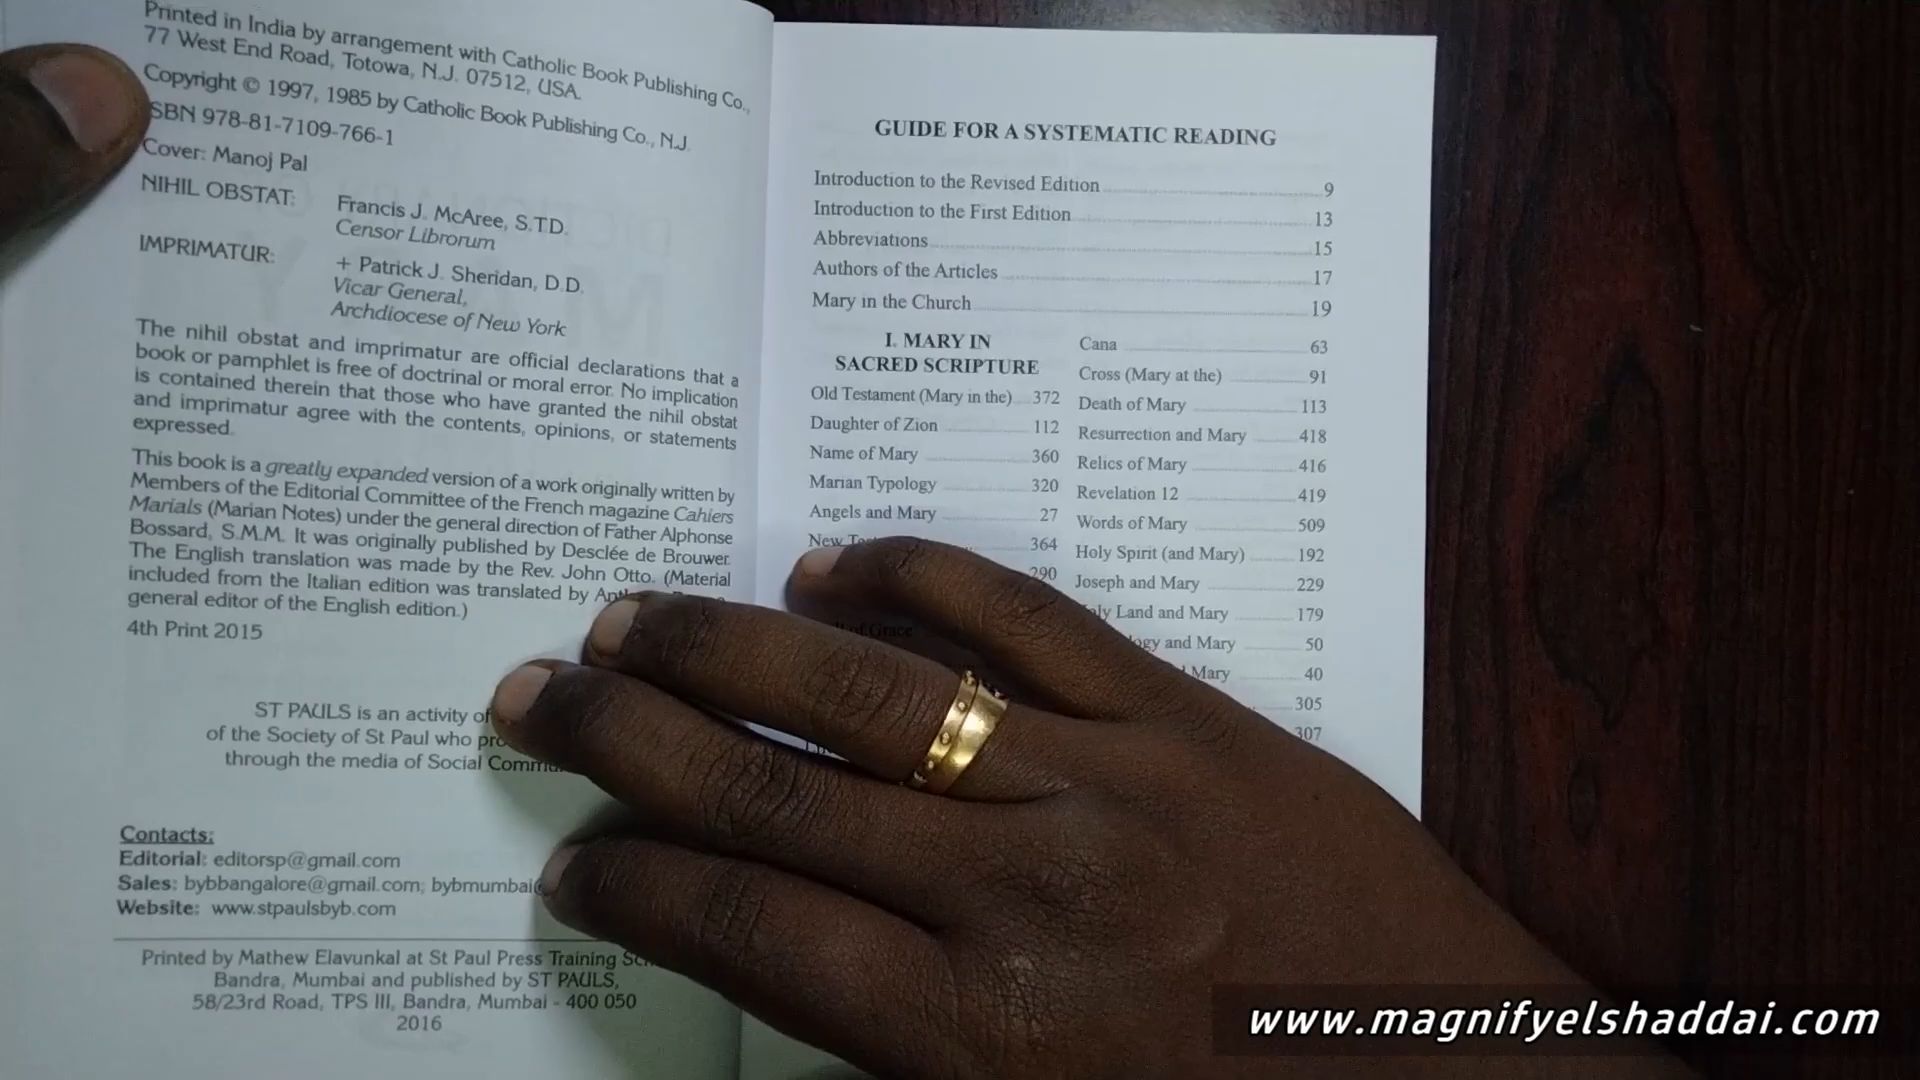 Printed in India by arrangement with Catholic Book Publishing Co.,
77 West End Road, Totowa, N.J. 07512, USA.
Copyright © 1997, 1985 by Catholic Book Publishing Co., N.J.
ISBN 978-81-7109-766-1
Cover: Manoj Pal
NIHIL OBSTAT: Francis J. McAree, S.T.D.
Censor Librorum
IMPRIMATUR: + Patrick J. Sheridan, D.D.
Vicar General,
Archdiocese of New York
The nihil obstat and imprimatur are official declarations that a
book or pamphlet is free of doctrinal or moral error. No implication
is contained therein that those who have granted the nihil obstat
and imprimatur agree with the contents, opinions, or statements
expressed.
This book is a greatly expanded version of a work originally written by
Members of the Editorial Committee of the French magazine Cahiers
Marials (Marian Notes) under the general direction of Father Alphonse
Bossard, S.M.M. It was originally published by Desclée de Brouwer.
The English translation was made by the Rev. John Otto. (Material
included from the Italian edition was translated by
general editor of the English edition.)
4th Print 2015
ST PAULS is an activity of
of the Society of St Paul who
through the media of Social
Contacts:
Editorial: editorsp@gmail.com
Sales: bybbangalore@gmail.com; bybmumbai@
Website: www.stpaulsbyb.com
Printed by Mathew Elavunkal at St Paul Press Training
Bandra, Mumbai and published by ST PAULS,
58/23rd Road, TPS III, Bandra, Mumbai - 400 050
2016
GUIDE FOR A SYSTEMATIC READING
Introduction to the Revised Edition 9
Introduction to the First Edition 13
Abbreviations 15
Authors of the Articles 17
Mary in the Church 19
I. MARY IN
SACRED SCRIPTURE
Old Testament (Mary in the) 372
Daughter of Zion 112
Name of Mary 360
Marian Typology 320
Angels and Mary 27
New 364
290
of Grace
Cana 63
Cross (Mary at the) 91
Death of Mary 113
Resurrection and Mary 418
Relics of Mary 416
Revelation 12 419
Words of Mary 509
Holy Spirit (and Mary) 192
Joseph and Mary 229
Holy Land and Mary 179
and Mary 50
Mary 40
305
307
www.magnifyelshaddai.com